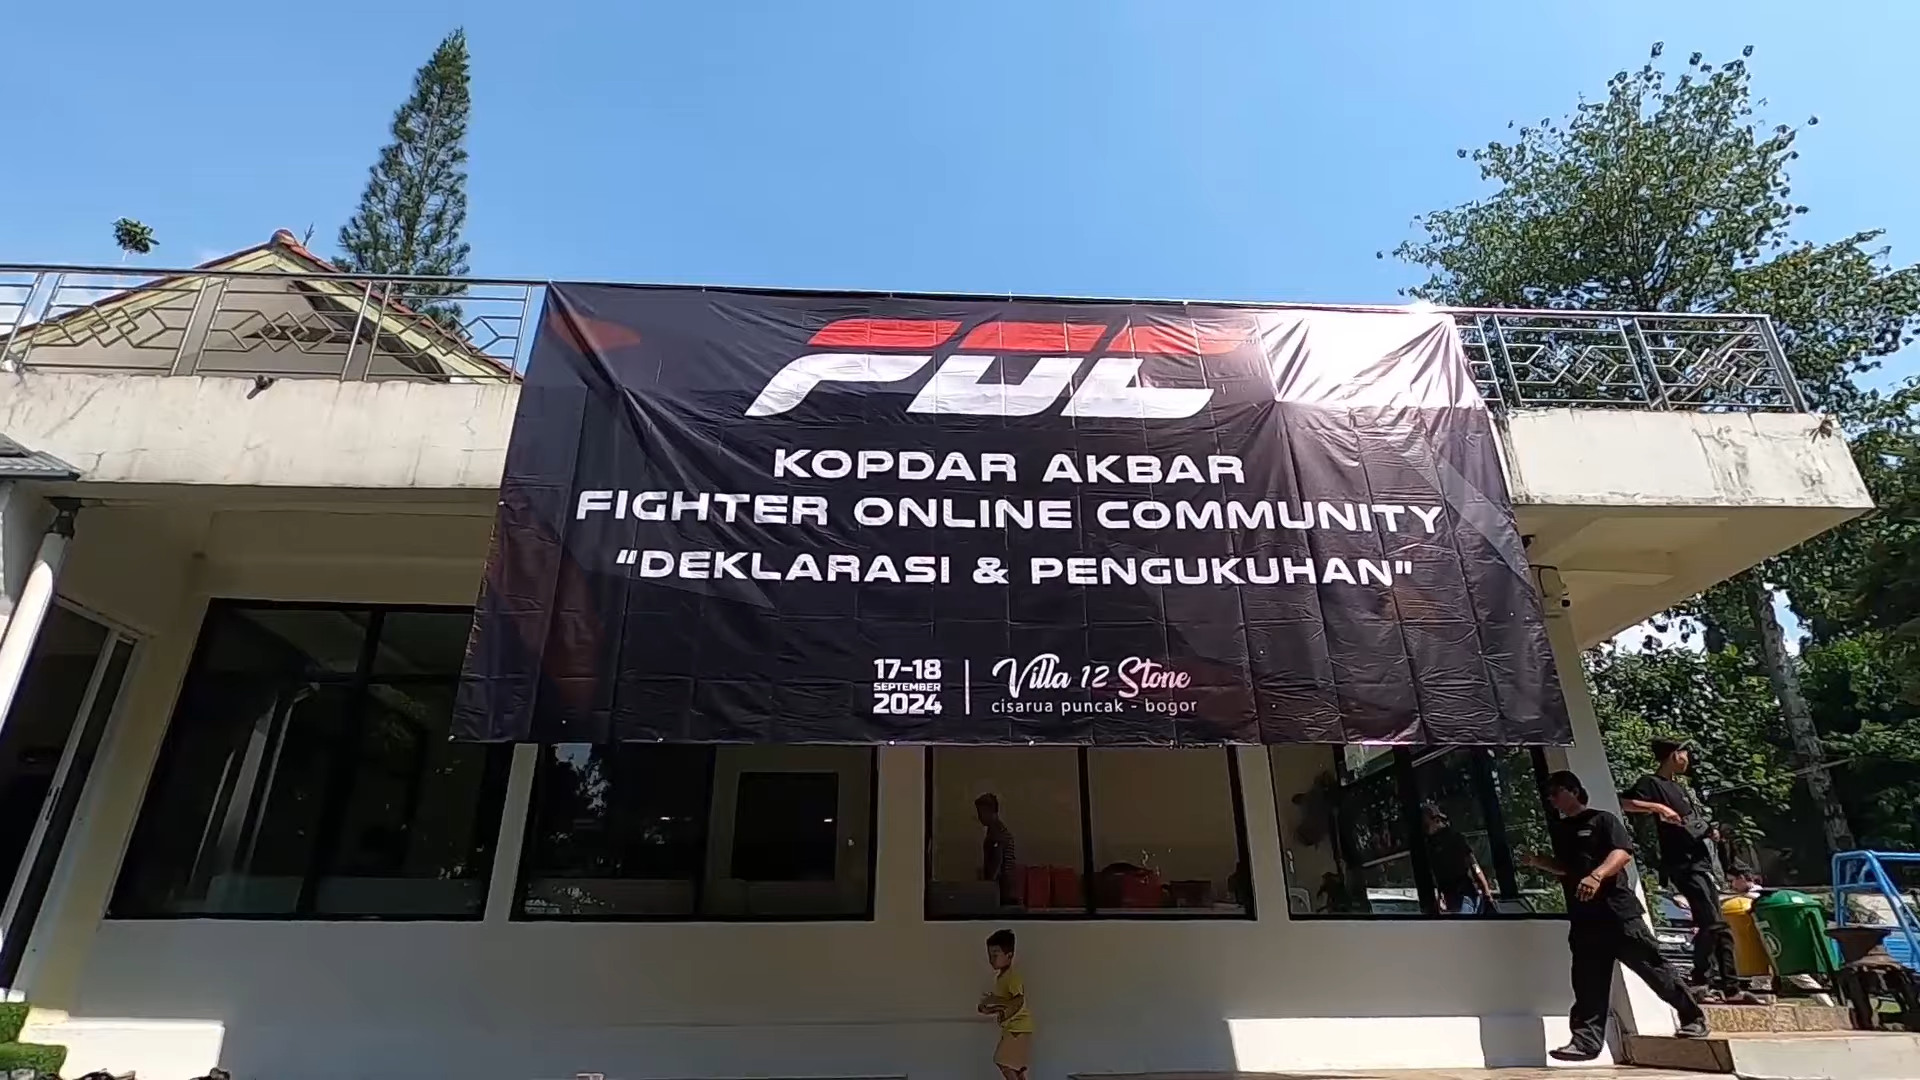 FOC
KOPDAR AKBAR
FIGHTER ONLINE COMMUNITY
"DEKLARASI & PENGUKUHAN"
17-18
SEPTEMBER
2024
Villa 12 Stone
cisarua puncak - bogor